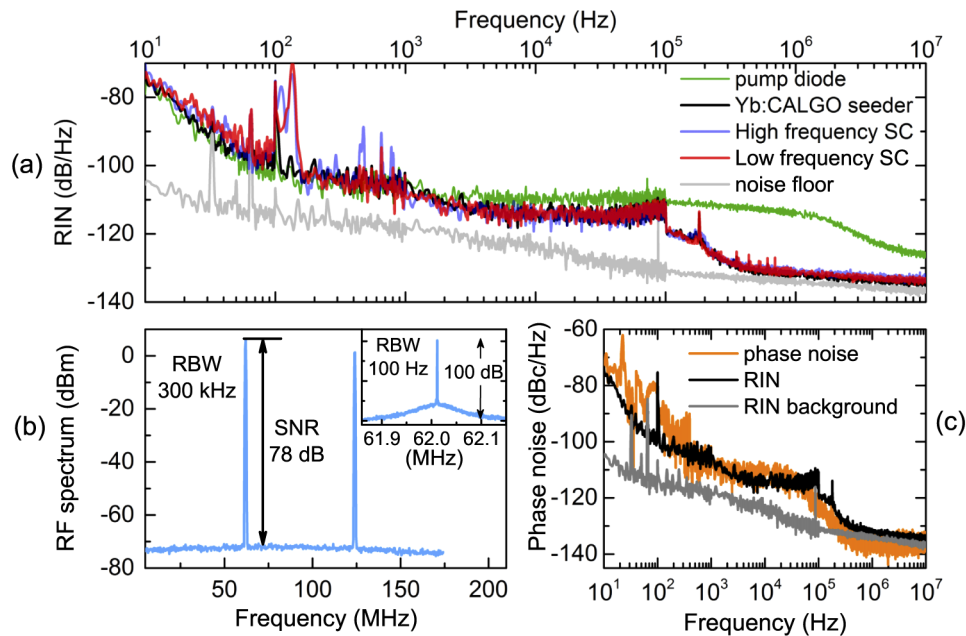 Frequency (Hz)
10^1 10^2 10^3 10^4 10^5 10^6 10^7
(a)
RIN (dB/Hz)
-80
-100
-120
-140
pump diode
Yb:CALGO seeder
High frequency SC
Low frequency SC
noise floor
(b)
RF spectrum (dBm)
0
-20
-40
-60
-80
RBW
300 kHz
SNR
78 dB
RBW
100 Hz
100 dB
61.9 62.0 62.1
(MHz)
50 100 150 200
Frequency (MHz)
(c)
Phase noise (dBc/Hz)
-60
-80
-100
-120
-140
phase noise
RIN
RIN background
10^1 10^2 10^3 10^4 10^5 10^6 10^7
Frequency (Hz)